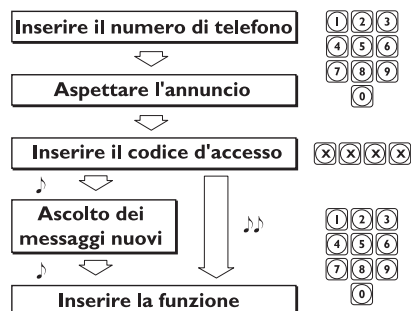 Inserire il numero di telefono
1 2 3
4 5 6
7 8 9
0
Aspettare l'annuncio
Inserire il codice d'accesso
x x x x
Ascolto dei
messaggi nuovi
1 2 3
4 5 6
7 8 9
0
Inserire la funzione